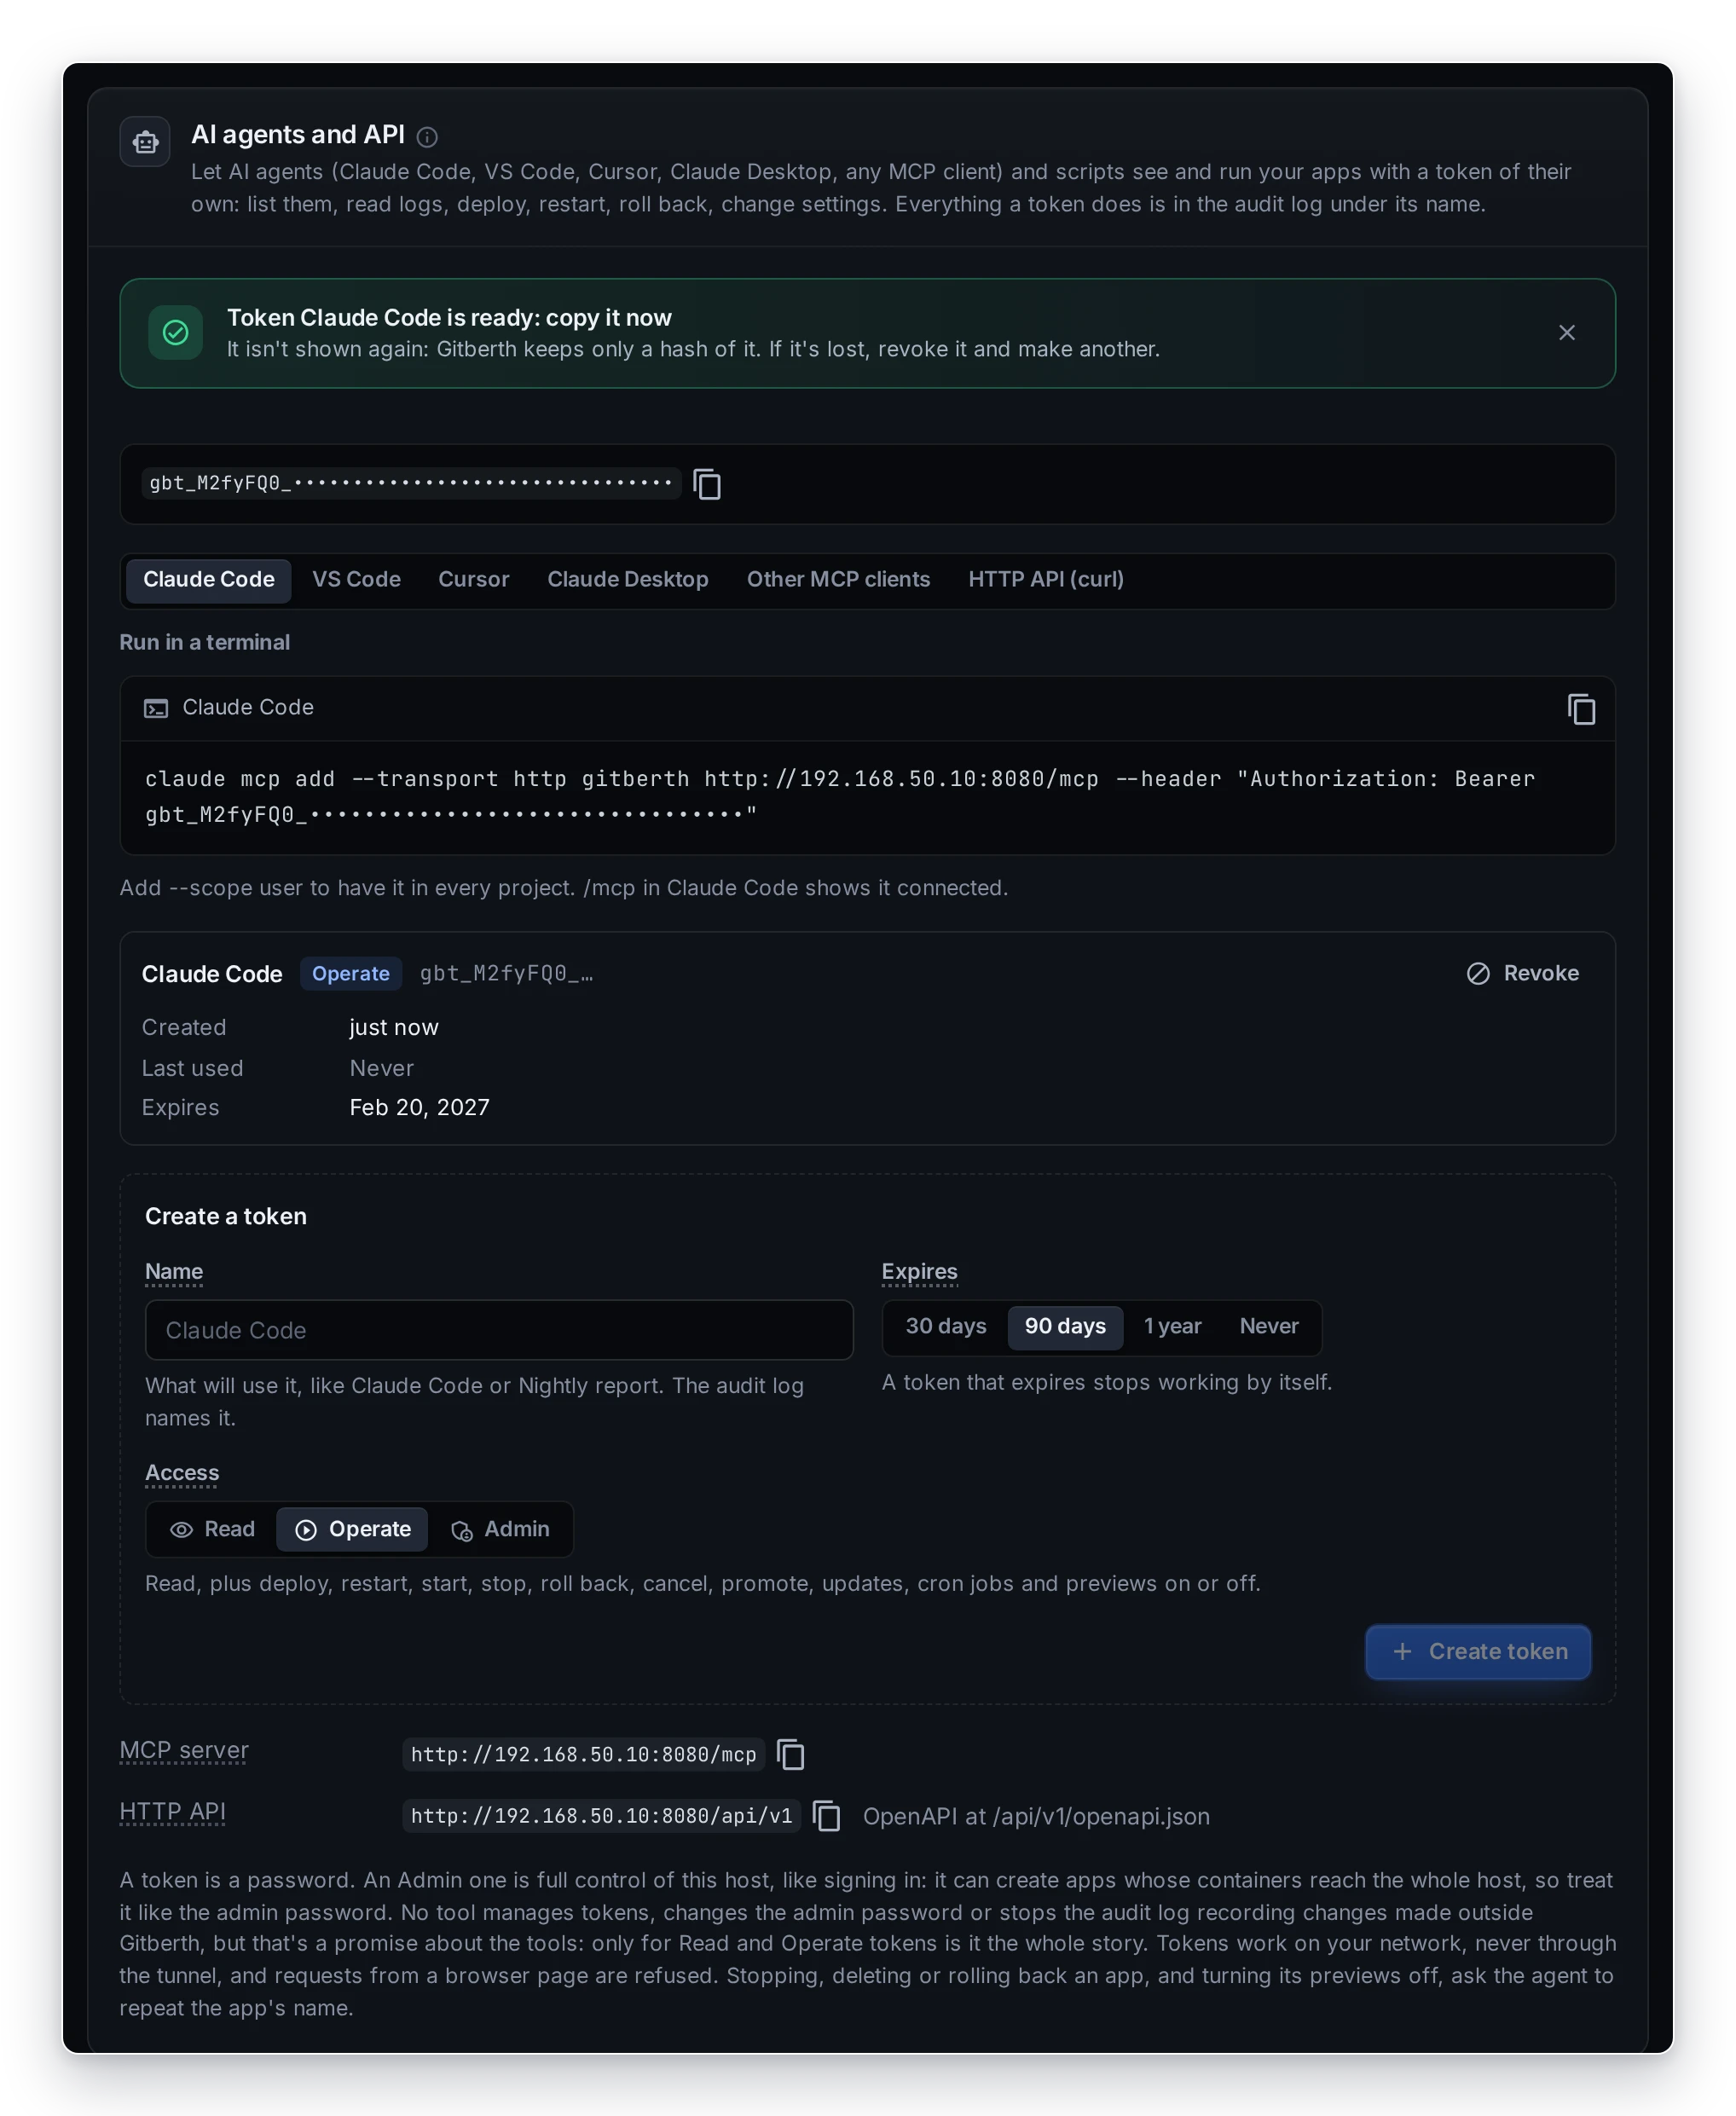 AI agents and API
Let AI agents (Claude Code, VS Code, Cursor, Claude Desktop, any MCP client) and scripts see and run your apps with a token of their
own: list them, read logs, deploy, restart, roll back, change settings. Everything a token does is in the audit log under its name.
Token Claude Code is ready: copy it now
It isn't shown again: Gitberth keeps only a hash of it. If it's lost, revoke it and make another.
gbt_M2fyFQ0_••••••••••••••••••••••••••••••••
Claude Code VS Code Cursor Claude Desktop Other MCP clients HTTP API (curl)
Run in a terminal
Claude Code
claude mcp add --transport http gitberth http://192.168.50.10:8080/mcp --header "Authorization: Bearer
gbt_M2fyFQ0_••••••••••••••••••••••••••••••••"
Add --scope user to have it in every project. /mcp in Claude Code shows it connected.
Claude Code Operate gbt_M2fyFQ0_… Revoke
Created just now
Last used Never
Expires Feb 20, 2027
Create a token
Name Expires
Claude Code 30 days 90 days 1 year Never
What will use it, like Claude Code or Nightly report. The audit log
names it.
A token that expires stops working by itself.
Access
Read Operate Admin
Read, plus deploy, restart, start, stop, roll back, cancel, promote, updates, cron jobs and previews on or off.
+ Create token
MCP server http://192.168.50.10:8080/mcp
HTTP API http://192.168.50.10:8080/api/v1 OpenAPI at /api/v1/openapi.json
A token is a password. An Admin one is full control of this host, like signing in: it can create apps whose containers reach the whole host, so treat
it like the admin password. No tool manages tokens, changes the admin password or stops the audit log recording changes made outside
Gitberth, but that's a promise about the tools: only for Read and Operate tokens is it the whole story. Tokens work on your network, never through
the tunnel, and requests from a browser page are refused. Stopping, deleting or rolling back an app, and turning its previews off, ask the agent to
repeat the app's name.